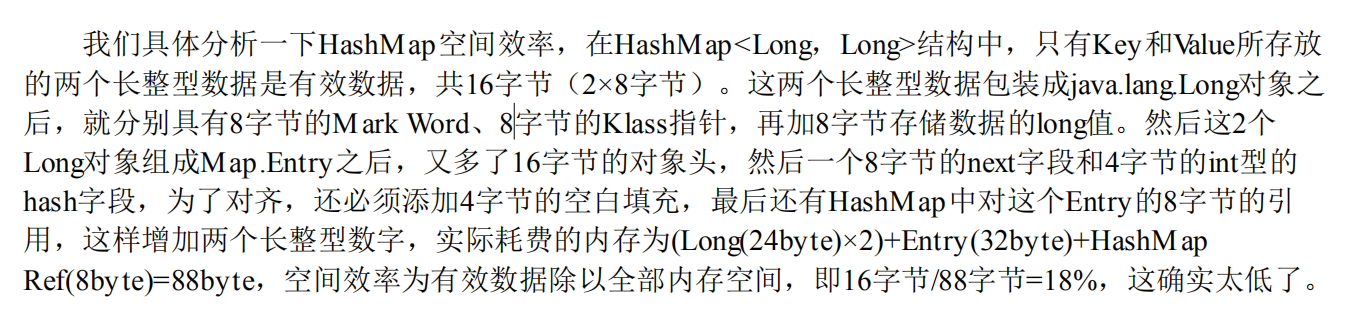 我们具体分析一下HashMap空间效率，在HashMap<Long，Long>结构中，只有Key和Value所存放
的两个长整型数据是有效数据，共16字节（2×8字节）。这两个长整型数据包装成java.lang.Long对象之
后，就分别具有8字节的Mark Word、8字节的Klass指针，再加8字节存储数据的long值。然后这2个
Long对象组成Map.Entry之后，又多了16字节的对象头，然后一个8字节的next字段和4字节的int型的
hash字段，为了对齐，还必须添加4字节的空白填充，最后还有HashMap中对这个Entry的8字节的引
用，这样增加两个长整型数字，实际耗费的内存为(Long(24byte)×2)+Entry(32byte)+HashMap
Ref(8byte)=88byte，空间效率为有效数据除以全部内存空间，即16字节/88字节=18%，这确实太低了。